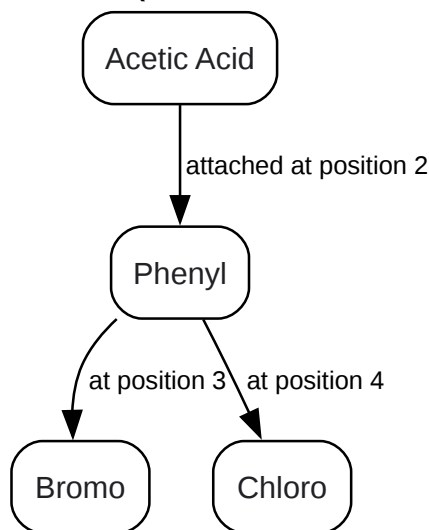 Acetic Acid
attached at position 2
Phenyl
at position 3
at position 4
Bromo
Chloro